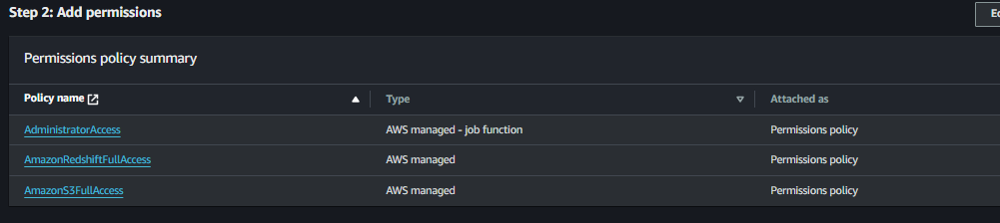 Step 2: Add permissions
Permissions policy summary
Policy name Type Attached as
AdministratorAccess AWS managed - job function Permissions policy
AmazonRedshiftFullAccess AWS managed Permissions policy
AmazonS3FullAccess AWS managed Permissions policy